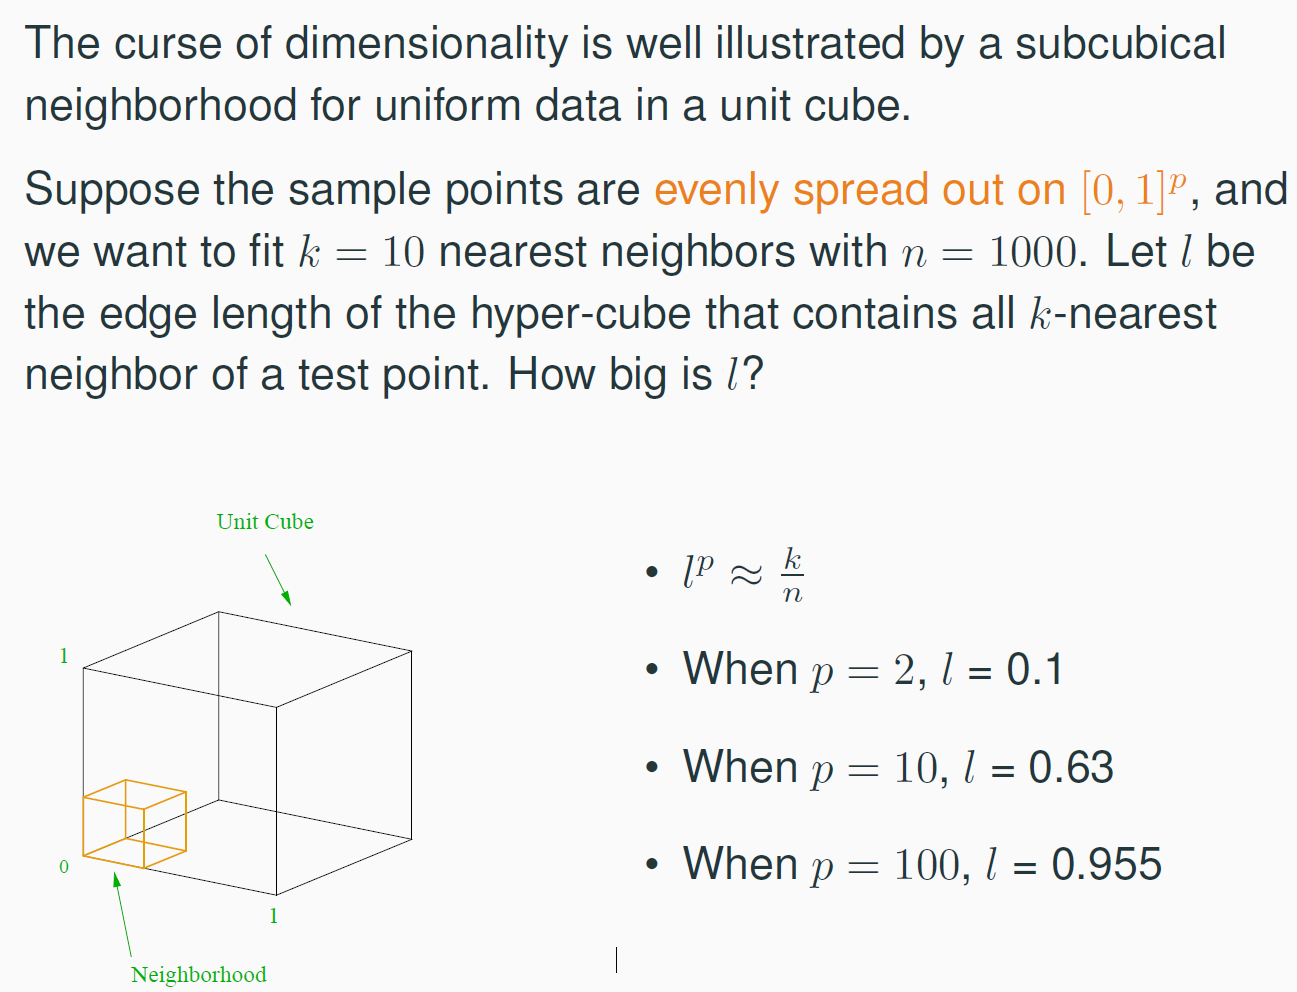 The curse of dimensionality is well illustrated by a subcubical
neighborhood for uniform data in a unit cube.
Suppose the sample points are evenly spread out on [0, 1]^p, and
we want to fit k = 10 nearest neighbors with n = 1000. Let l be
the edge length of the hyper-cube that contains all k-nearest
neighbor of a test point. How big is l?
Unit Cube
1
0
1
Neighborhood
• l^p ≈ k/n
• When p = 2, l = 0.1
• When p = 10, l = 0.63
• When p = 100, l = 0.955